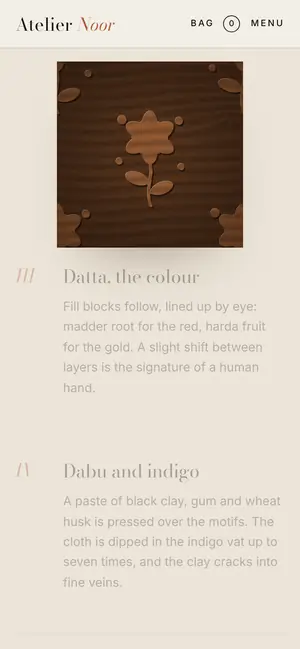 Atelier Noor
BAG 0 MENU
III
Datta, the colour
Fill blocks follow, lined up by eye:
madder root for the red, harda fruit
for the gold. A slight shift between
layers is the signature of a human
hand.
IV
Dabu and indigo
A paste of black clay, gum and wheat
husk is pressed over the motifs. The
cloth is dipped in the indigo vat up to
seven times, and the clay cracks into
fine veins.